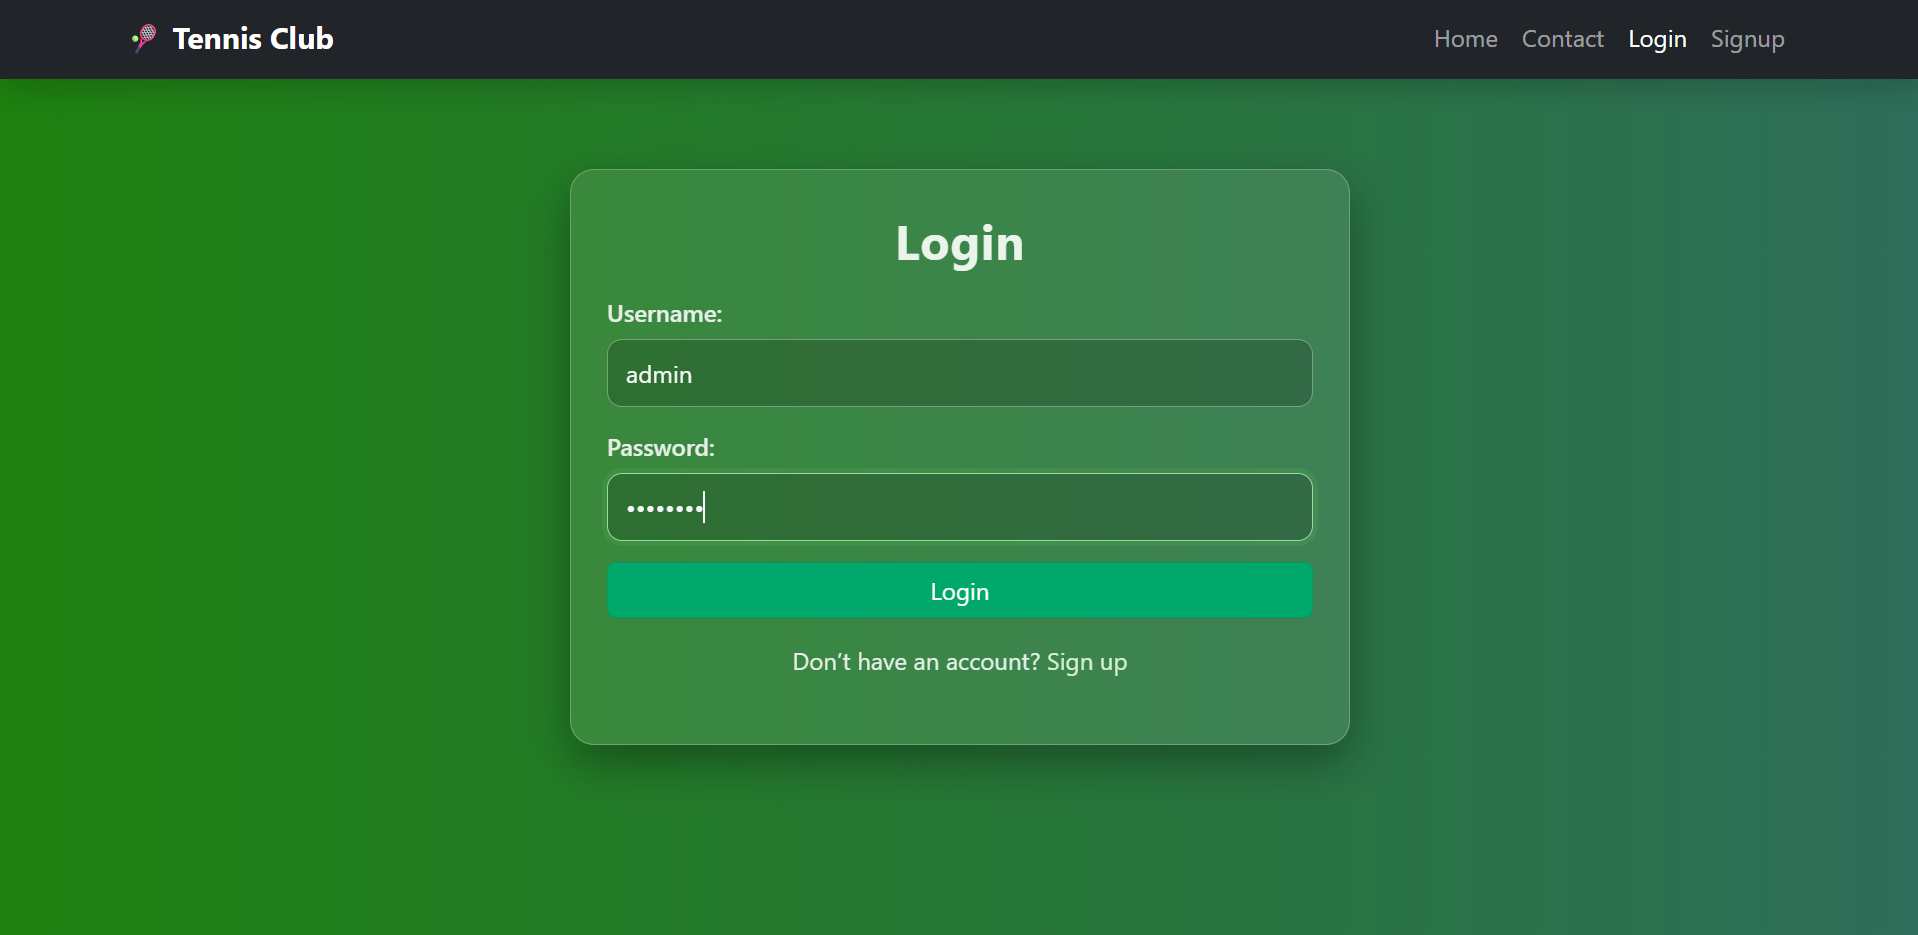 Tennis Club
Home Contact Login Signup
Login
Username:
admin
Password:
••••••••
Login
Don’t have an account? Sign up